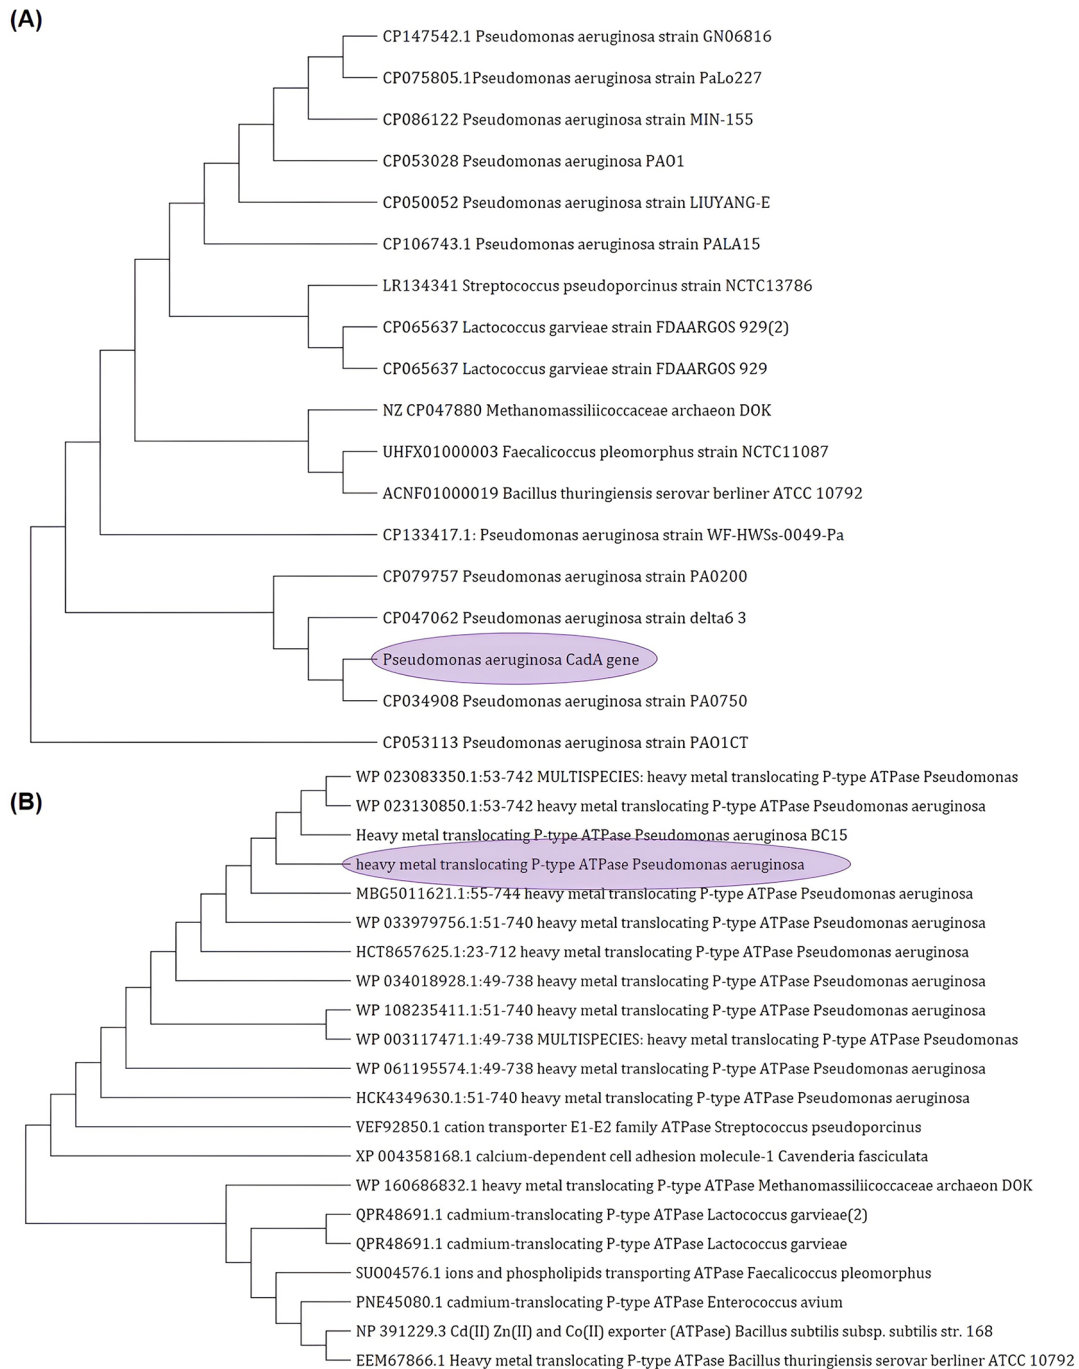 (A)
CP147542.1 Pseudomonas aeruginosa strain GN06816
CP075805.1Pseudomonas aeruginosa strain PaLo227
CP086122 Pseudomonas aeruginosa strain MIN-155
CP053028 Pseudomonas aeruginosa PAO1
CP050052 Pseudomonas aeruginosa strain LIUYANG-E
CP106743.1 Pseudomonas aeruginosa strain PALA15
LR134341 Streptococcus pseudoporcinus strain NCTC13786
CP065637 Lactococcus garvieae strain FDAARGOS 929(2)
CP065637 Lactococcus garvieae strain FDAARGOS 929
NZ CP047880 Methanomassiliicoccaceae archaeon DOK
UHFX01000003 Faecalicoccus pleomorphus strain NCTC11087
ACNF01000019 Bacillus thuringiensis serovar berliner ATCC 10792
CP133417.1: Pseudomonas aeruginosa strain WF-HWSs-0049-Pa
CP079757 Pseudomonas aeruginosa strain PA0200
CP047062 Pseudomonas aeruginosa strain delta6 3
Pseudomonas aeruginosa CadA gene
CP034908 Pseudomonas aeruginosa strain PA0750
CP053113 Pseudomonas aeruginosa strain PAO1CT
(B)
WP 023083350.1:53-742 MULTISPECIES: heavy metal translocating P-type ATPase Pseudomonas
WP 023130850.1:53-742 heavy metal translocating P-type ATPase Pseudomonas aeruginosa
Heavy metal translocating P-type ATPase Pseudomonas aeruginosa BC15
heavy metal translocating P-type ATPase Pseudomonas aeruginosa
MBG5011621.1:55-744 heavy metal translocating P-type ATPase Pseudomonas aeruginosa
WP 033979756.1:51-740 heavy metal translocating P-type ATPase Pseudomonas aeruginosa
HCT8657625.1:23-712 heavy metal translocating P-type ATPase Pseudomonas aeruginosa
WP 034018928.1:49-738 heavy metal translocating P-type ATPase Pseudomonas aeruginosa
WP 108235411.1:51-740 heavy metal translocating P-type ATPase Pseudomonas aeruginosa
WP 003117471.1:49-738 MULTISPECIES: heavy metal translocating P-type ATPase Pseudomonas
WP 061195574.1:49-738 heavy metal translocating P-type ATPase Pseudomonas aeruginosa
HCK4349630.1:51-740 heavy metal translocating P-type ATPase Pseudomonas aeruginosa
VEF92850.1 cation transporter E1-E2 family ATPase Streptococcus pseudoporcinus
XP 004358168.1 calcium-dependent cell adhesion molecule-1 Cavenderia fasciculata
WP 160686832.1 heavy metal translocating P-type ATPase Methanomassiliicoccaceae archaeon DOK
QPR48691.1 cadmium-translocating P-type ATPase Lactococcus garvieae(2)
QPR48691.1 cadmium-translocating P-type ATPase Lactococcus garvieae
SUO04576.1 ions and phospholipids transporting ATPase Faecalicoccus pleomorphus
PNE45080.1 cadmium-translocating P-type ATPase Enterococcus avium
NP 391229.3 Cd(II) Zn(II) and Co(II) exporter (ATPase) Bacillus subtilis subsp. subtilis str. 168
EEM67866.1 Heavy metal translocating P-type ATPase Bacillus thuringiensis serovar berliner ATCC 10792